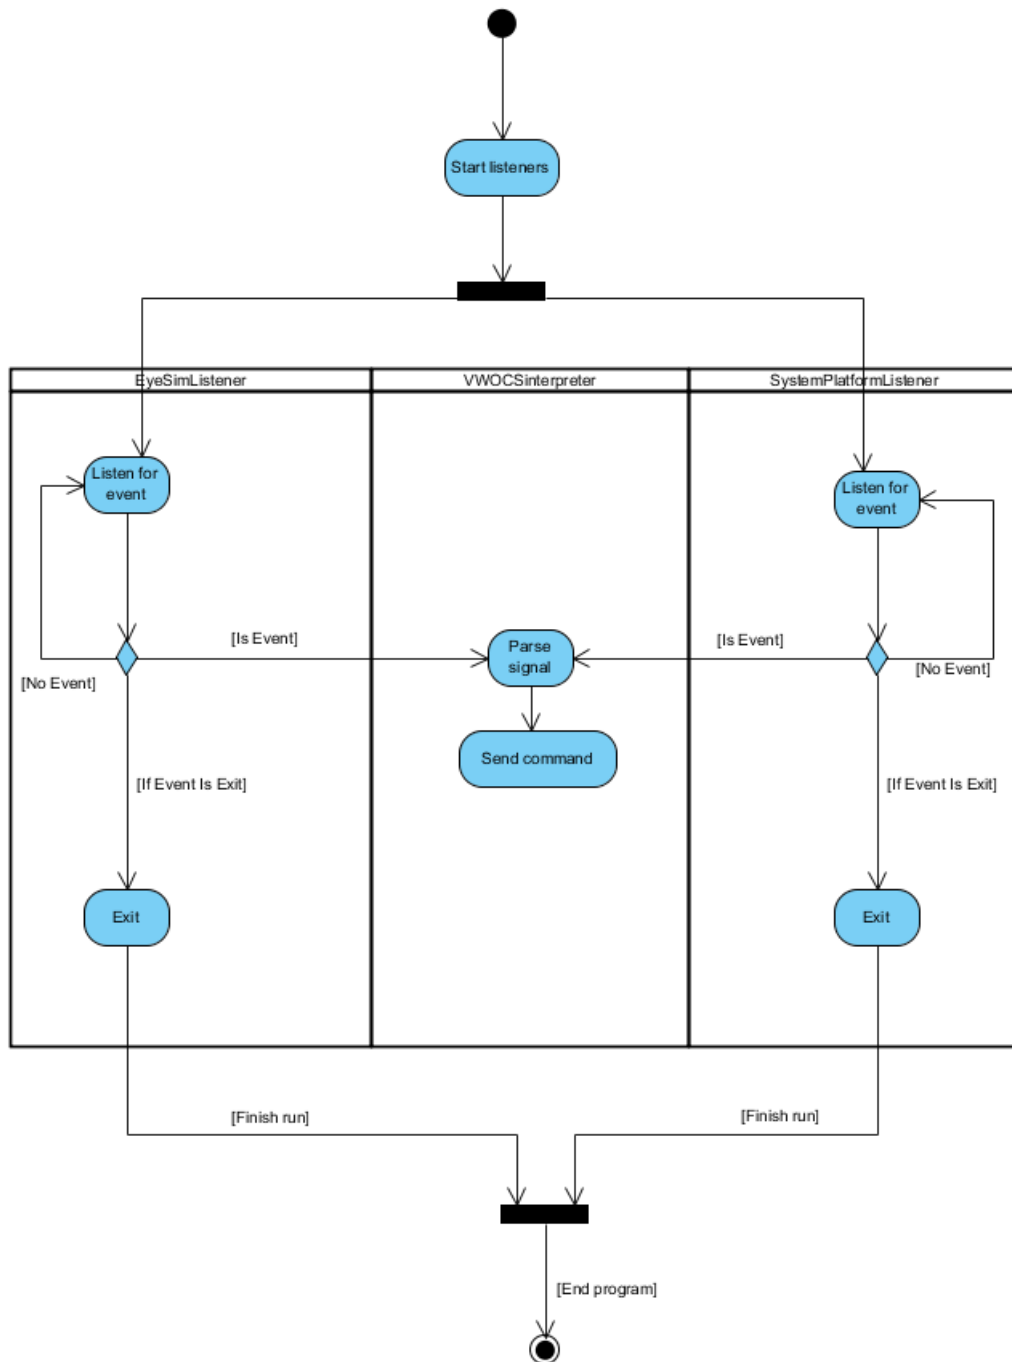 Start listeners
EyeSimListener
VWOCSinterpreter
SystemPlatformListener
Listen for
event
Listen for
event
[Is Event]
Parse
signal
[Is Event]
[No Event]
[No Event]
Send command
[If Event Is Exit]
[If Event Is Exit]
Exit
Exit
[Finish run]
[Finish run]
[End program]